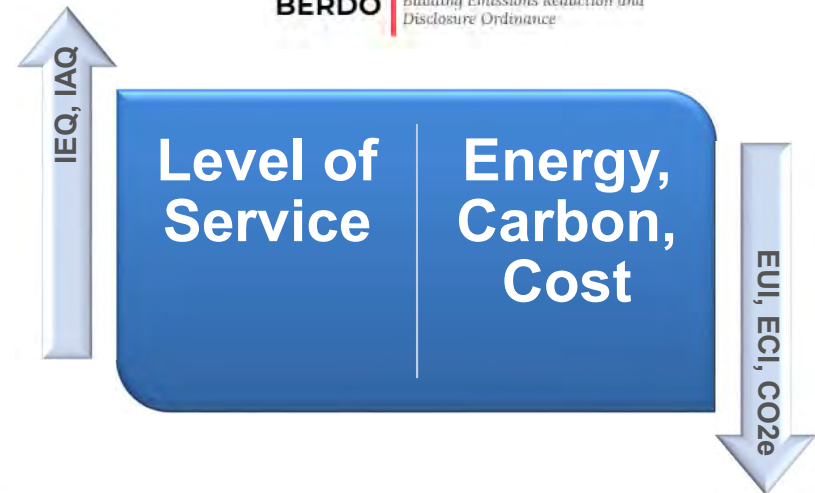 BERDO
Building Emissions Reduction and
Disclosure Ordinance
IEQ, IAQ
Level of
Service
Energy,
Carbon,
Cost
EUI, ECI, CO2e